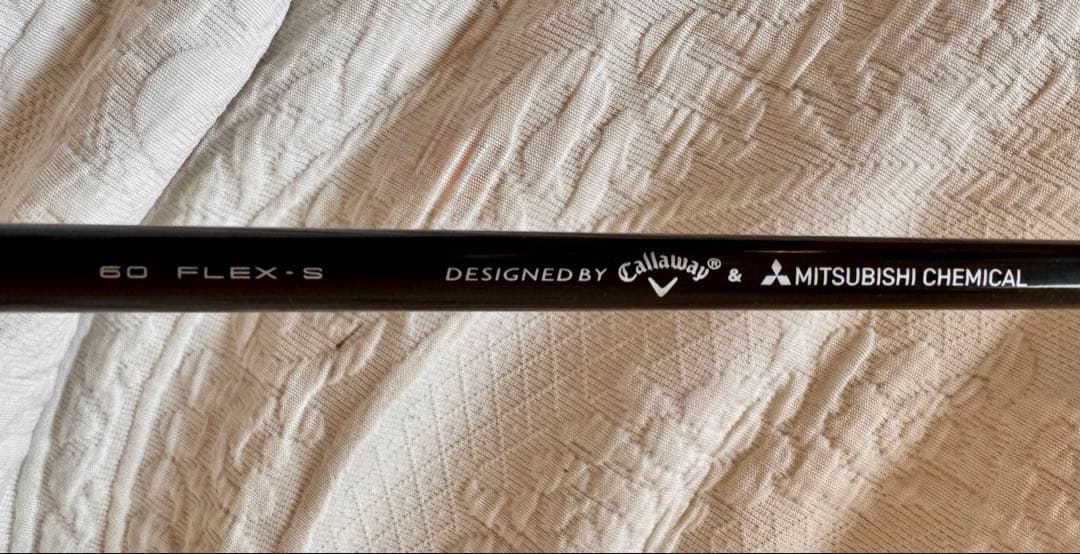 60 FLEX-S DESIGNED BY Callaway® & MITSUBISHI CHEMICAL